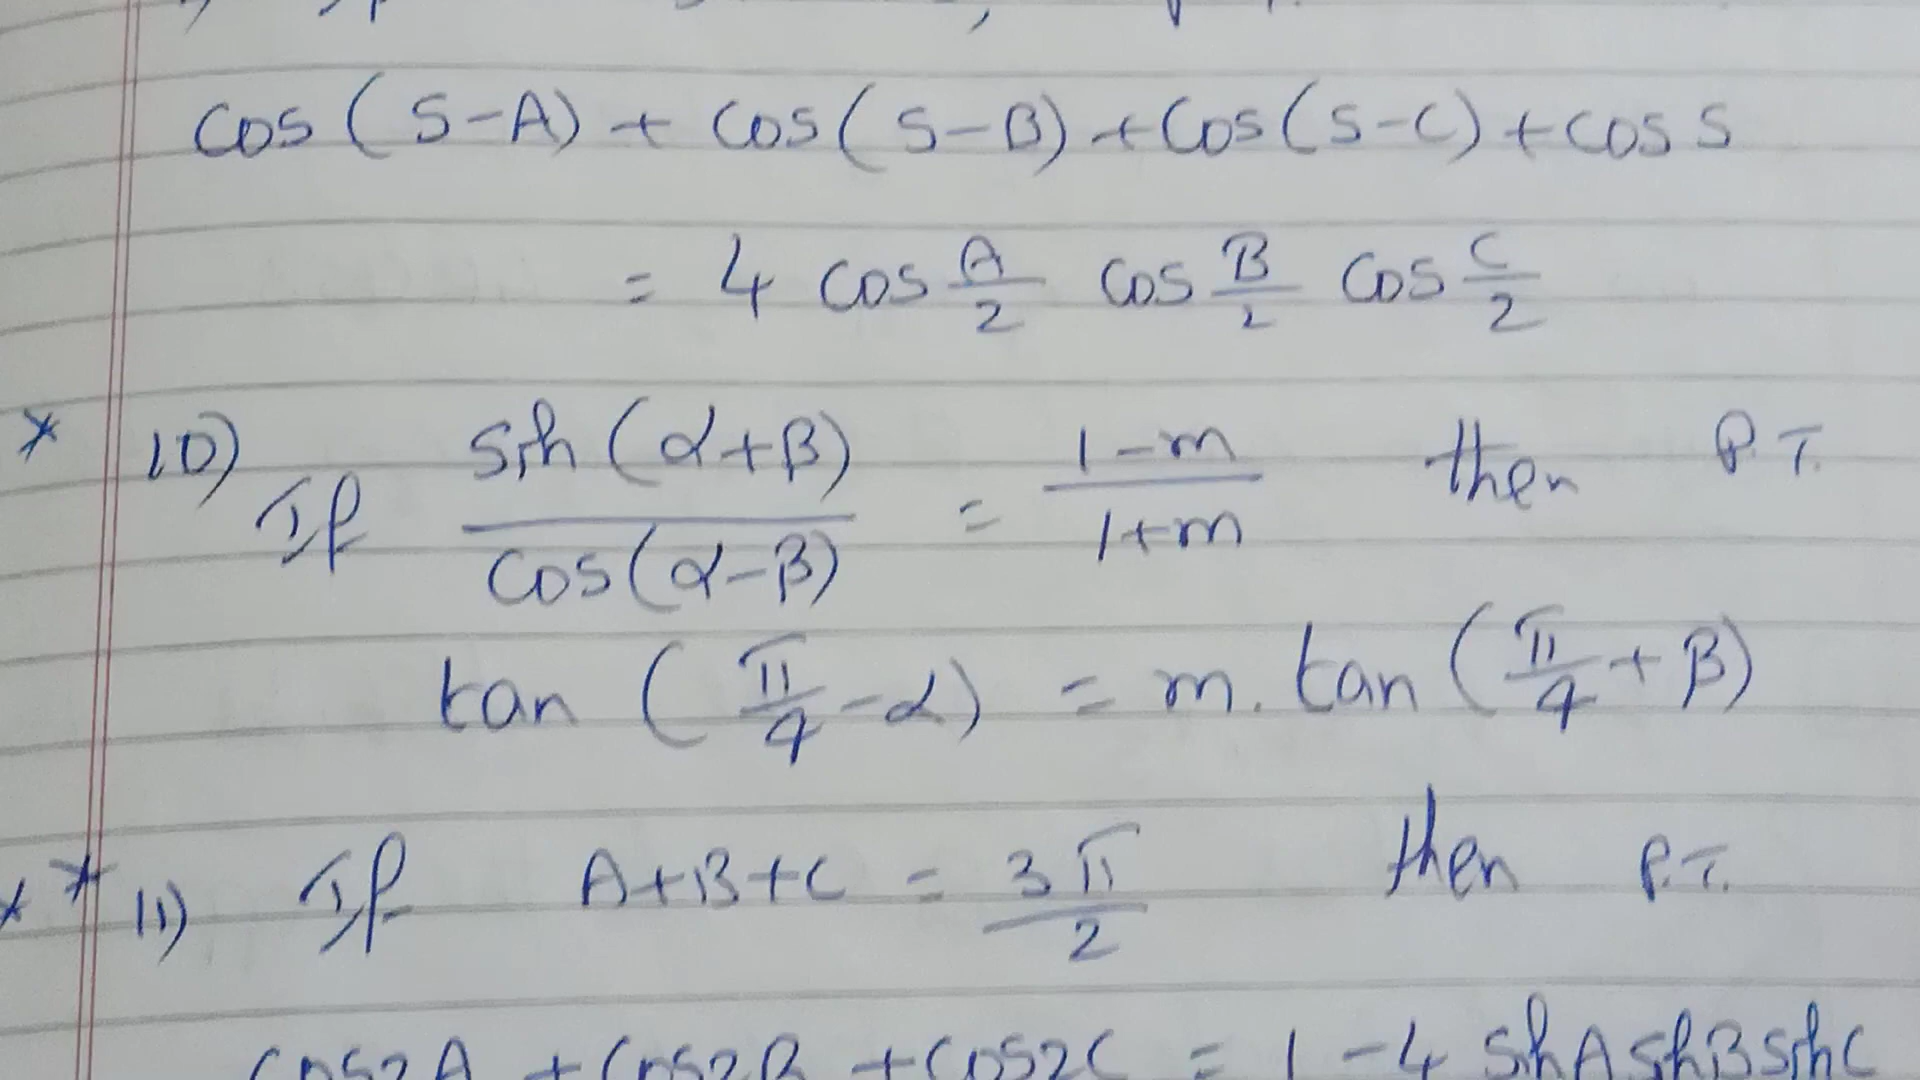 cos(S-A) + cos(S-B) + cos(S-C) + cos S
= 4 cos A/2 cos B/2 cos C/2
* 10) If sin(α+β)/cos(α-β) = 1-m/1+m then P.T.
tan(π/4 - α) = m. tan(π/4 + β)
* * 11) If A+B+C = 3π/2 then P.T.
cos2A + cos2B + cos2C = 1 - 4 sinA sinB sinC